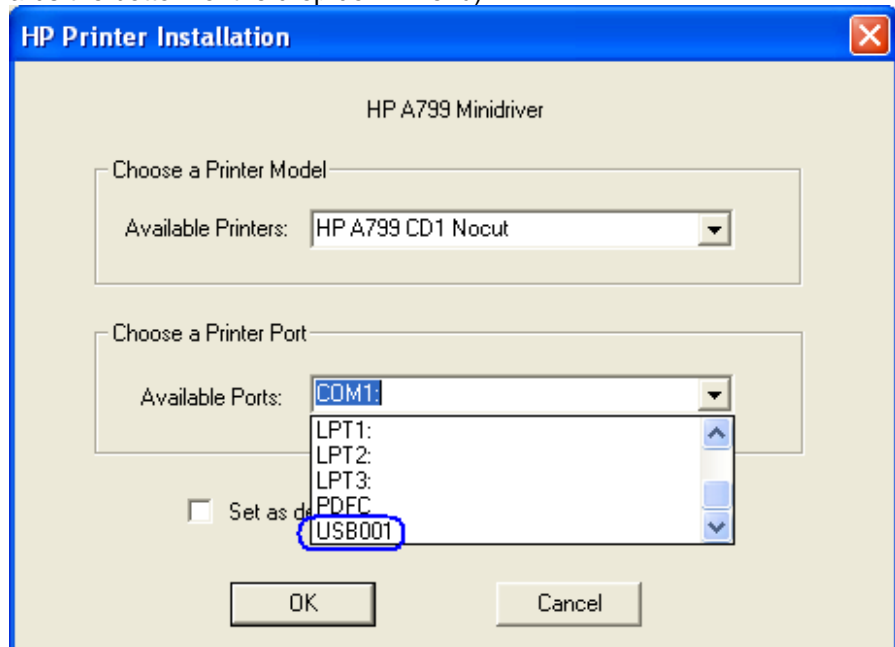 HP Printer Installation
HP A799 Minidriver
Choose a Printer Model
Available Printers: HP A799 CD1 Nocut
Choose a Printer Port
Available Ports: COM1:
LPT1:
LPT2:
LPT3:
PDFC
Set as de
USB001
OK Cancel